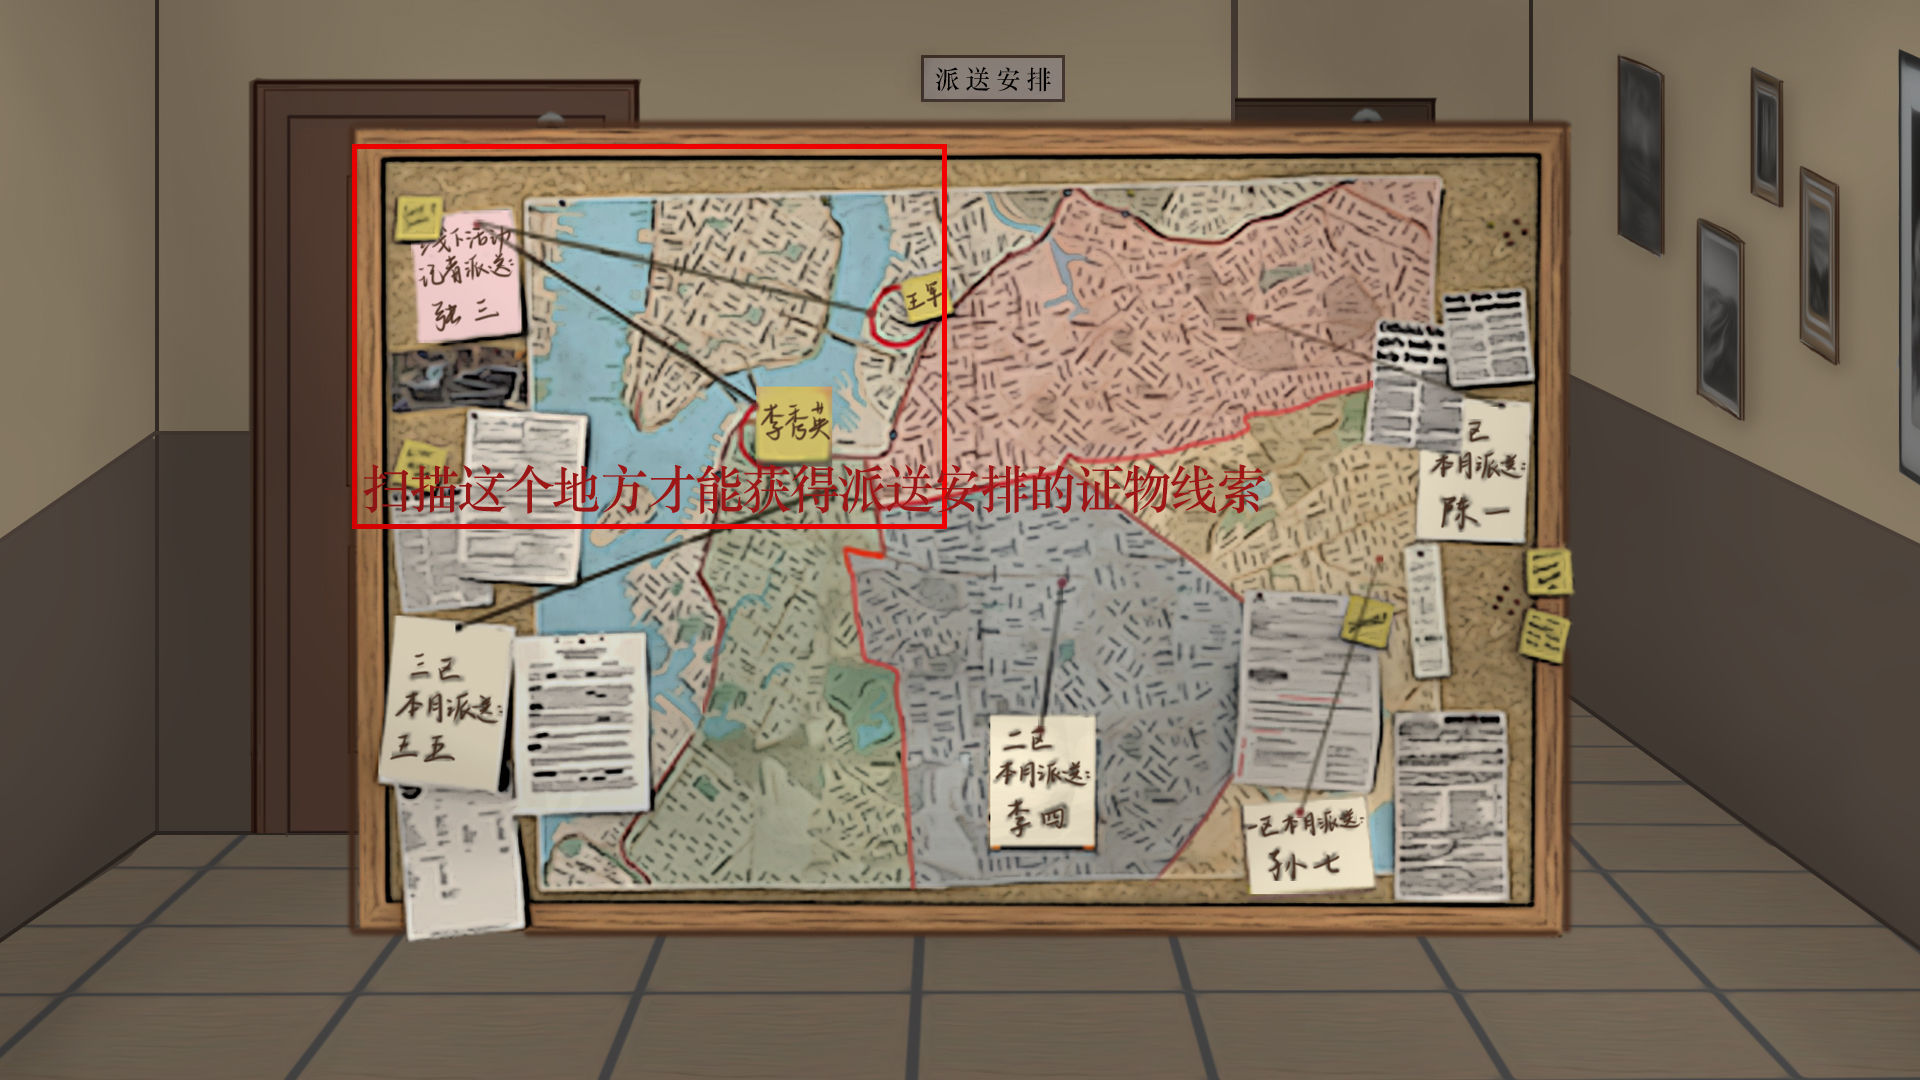 派送安排
线下活动
记者派送:
张三
王军
李秀英
扫描这个地方才能获得派送安排的证物线索
区
本月派送:
陈一
三区
本月派送:
王五
二区
本月派送:
李四
一区本月派送:
孙七